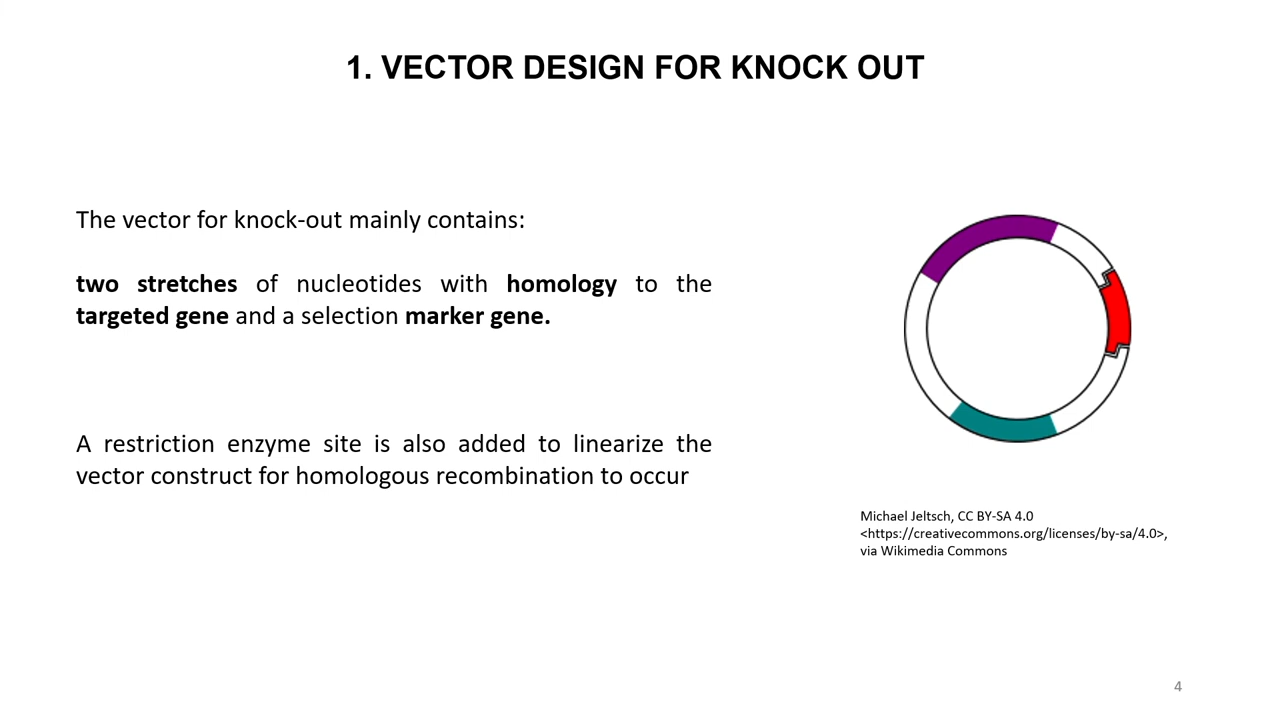 1. VECTOR DESIGN FOR KNOCK OUT
The vector for knock-out mainly contains:
two stretches of nucleotides with homology to the
targeted gene and a selection marker gene.
A restriction enzyme site is also added to linearize the
vector construct for homologous recombination to occur
Michael Jeltsch, CC BY-SA 4.0
<https://creativecommons.org/licenses/by-sa/4.0>,
via Wikimedia Commons
4